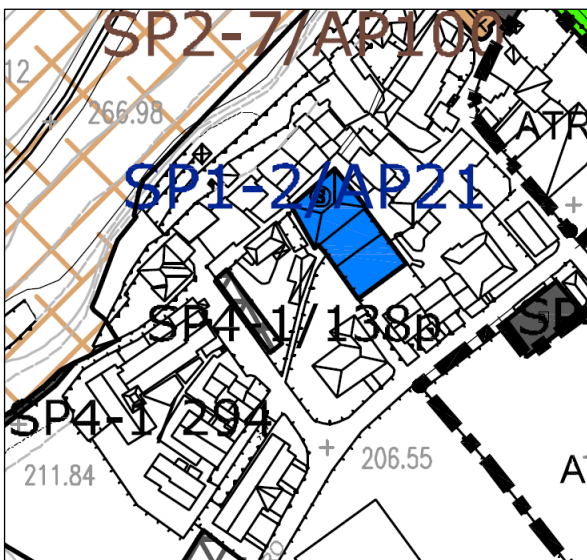 SP2-7/AP100
12
266.98
ATR
SP1-2/AP21
SP4-1/138p
SP
SP4-1/294
206.55
211.84
A